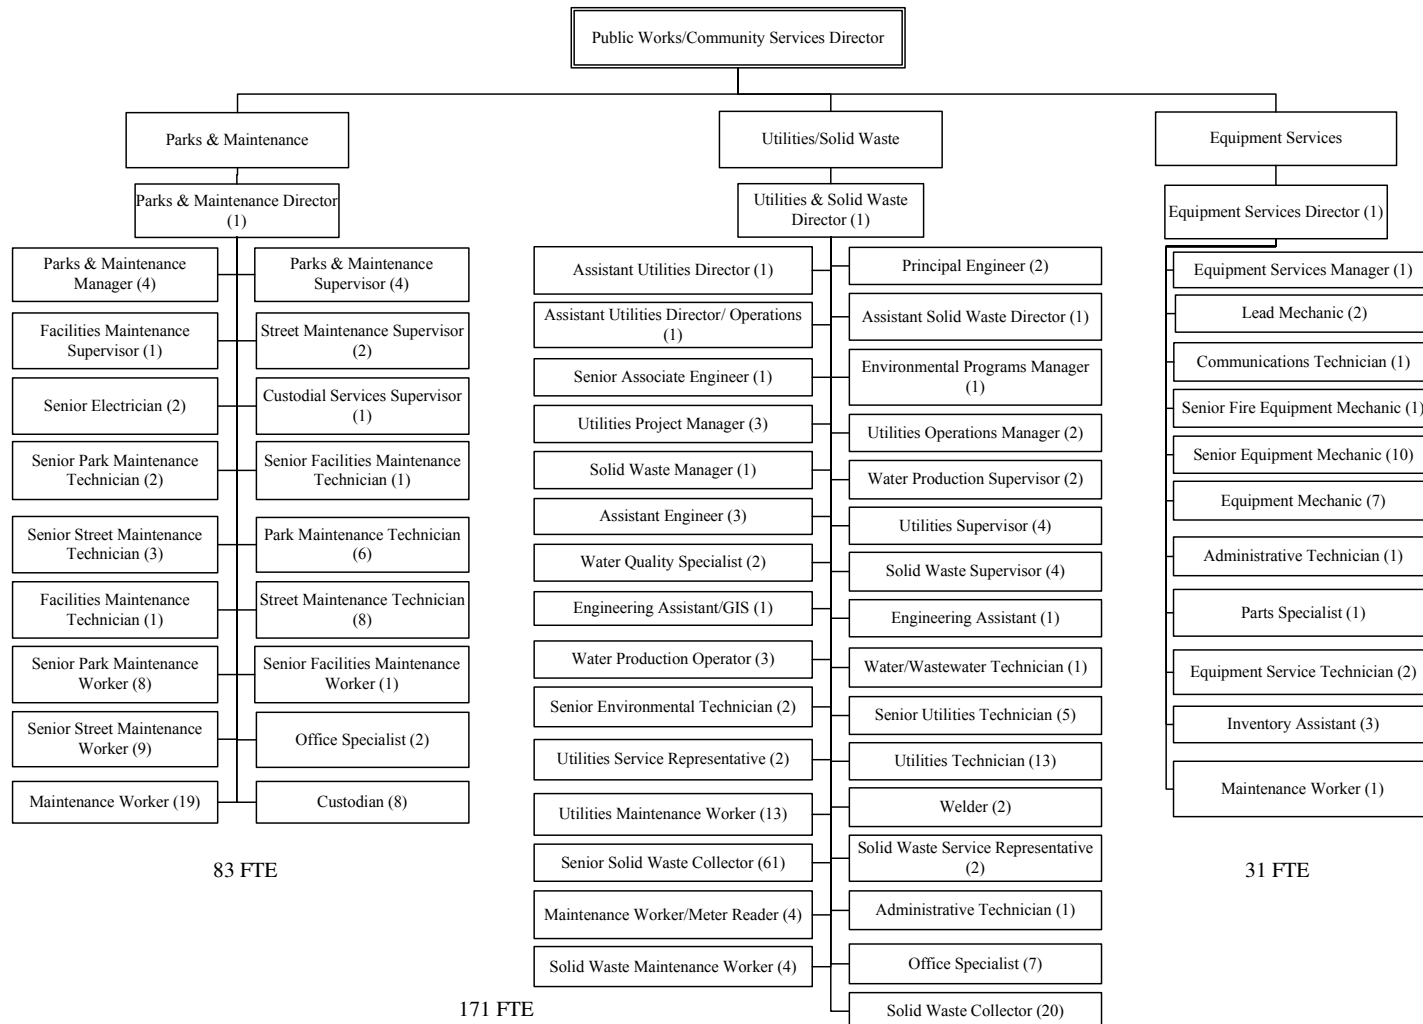 Public Works/Community Services Director
Parks & Maintenance
Utilities/Solid Waste
Equipment Services
Parks & Maintenance Director
(1)
Parks & Maintenance
Manager (4)
Parks & Maintenance
Supervisor (4)
Facilities Maintenance
Supervisor (1)
Street Maintenance Supervisor
(2)
Senior Electrician (2)
Custodial Services Supervisor
(1)
Senior Park Maintenance
Technician (2)
Senior Facilities Maintenance
Technician (1)
Senior Street Maintenance
Technician (3)
Park Maintenance Technician
(6)
Facilities Maintenance
Technician (1)
Street Maintenance Technician
(8)
Senior Park Maintenance
Worker (8)
Senior Facilities Maintenance
Worker (1)
Senior Street Maintenance
Worker (9)
Office Specialist (2)
Maintenance Worker (19)
Custodian (8)
83 FTE
Utilities & Solid Waste
Director (1)
Assistant Utilities Director (1)
Principal Engineer (2)
Assistant Utilities Director/ Operations
(1)
Assistant Solid Waste Director (1)
Senior Associate Engineer (1)
Environmental Programs Manager
(1)
Utilities Project Manager (3)
Utilities Operations Manager (2)
Solid Waste Manager (1)
Water Production Supervisor (2)
Assistant Engineer (3)
Utilities Supervisor (4)
Water Quality Specialist (2)
Solid Waste Supervisor (4)
Engineering Assistant/GIS (1)
Engineering Assistant (1)
Water Production Operator (3)
Water/Wastewater Technician (1)
Senior Environmental Technician (2)
Senior Utilities Technician (5)
Utilities Service Representative (2)
Utilities Technician (13)
Utilities Maintenance Worker (13)
Welder (2)
Senior Solid Waste Collector (61)
Solid Waste Service Representative
(2)
Maintenance Worker/Meter Reader (4)
Administrative Technician (1)
Solid Waste Maintenance Worker (4)
Office Specialist (7)
Solid Waste Collector (20)
171 FTE
Equipment Services Director (1)
Equipment Services Manager (1)
Lead Mechanic (2)
Communications Technician (1)
Senior Fire Equipment Mechanic (1)
Senior Equipment Mechanic (10)
Equipment Mechanic (7)
Administrative Technician (1)
Parts Specialist (1)
Equipment Service Technician (2)
Inventory Assistant (3)
Maintenance Worker (1)
31 FTE